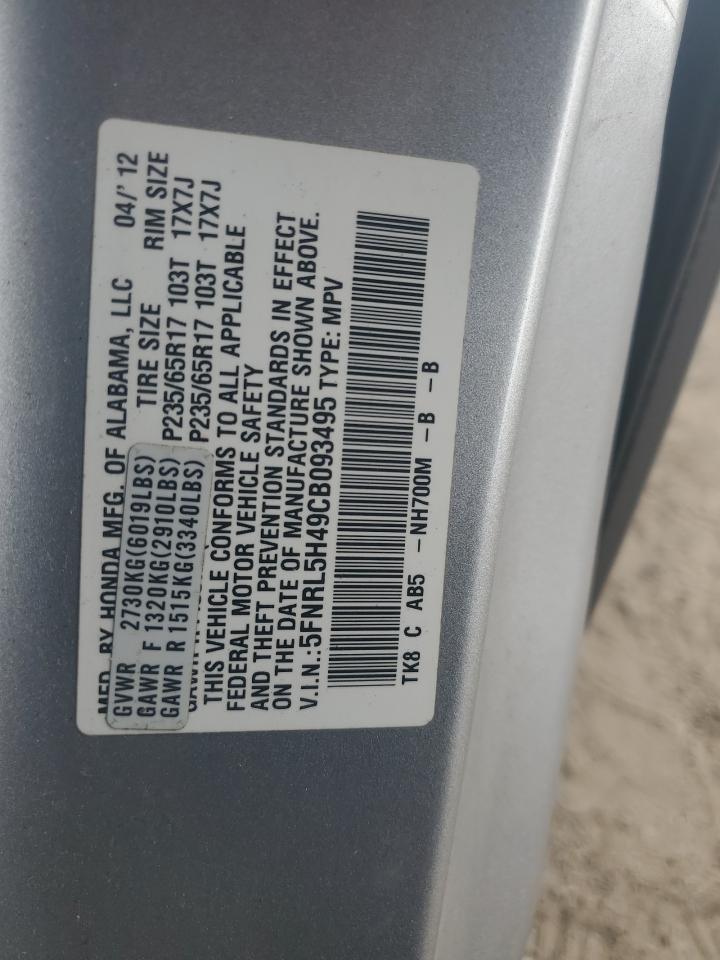 MFD. BY HONDA MFG. OF ALABAMA, LLC 04/' 12
TIRE SIZE RIM SIZE
GVWR 2730KG(6019LBS)
GAWR F 1320KG(2910LBS) P235/65R17 103T 17X7J
GAWR R 1515KG(3340LBS) P235/65R17 103T 17X7J
THIS VEHICLE CONFORMS TO ALL APPLICABLE
FEDERAL MOTOR VEHICLE SAFETY
AND THEFT PREVENTION STANDARDS IN EFFECT
ON THE DATE OF MANUFACTURE SHOWN ABOVE.
V.I.N.:5FNRL5H49CB093495 TYPE: MPV
TK8 C AB5 -NH700M -B -B